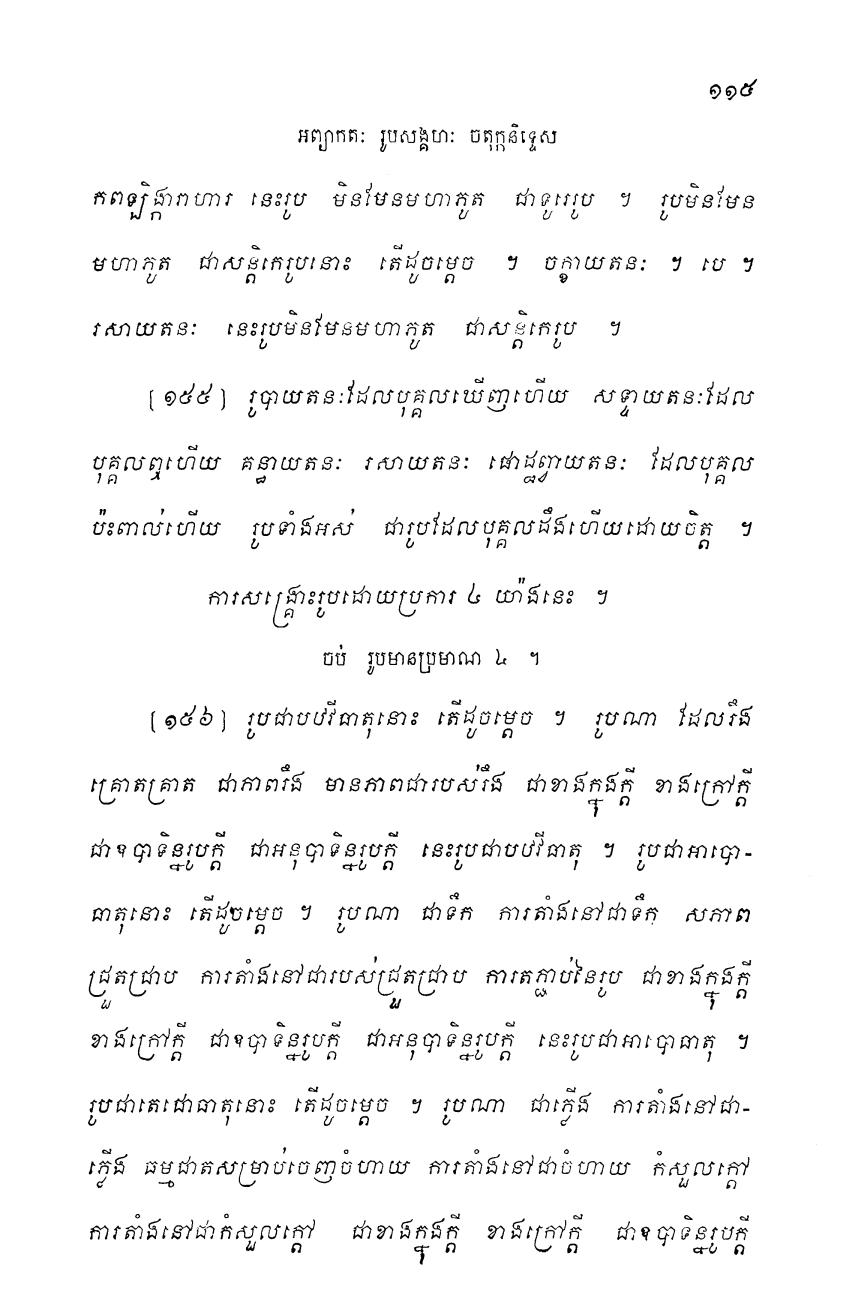 ១១៥
អព្យាកតៈ រូបសង្គហៈ ចតុក្កនិទ្ទេស
កពឡិង្ការាហារ នេះរូប មិនមែនមហាភូត ជាទូរេរូប ។ រូបមិនមែន
មហាភូត ជាសន្តិកេរូបនោះ តើដូចម្តេច ។ ចក្ខាយតនៈ ។ បេ ។
រសាយតនៈ នេះរូបមិនមែនមហាភូត ជាសន្តិកេរូប ។
[១៥៥] រូបាយតនៈដែលបុគ្គលឃើញហើយ សទ្ទាយតនៈដែល
បុគ្គលឮហើយ គន្ធាយតនៈ រសាយតនៈ ផោដ្ឋព្វាយតនៈ ដែលបុគ្គល
ប៉ះពាល់ហើយ រូបទាំងអស់ ជារូបដែលបុគ្គលដឹងហើយដោយចិត្ត ។
ការសង្គ្រោះរូបដោយប្រការ ៤ យ៉ាងនេះ ។
ចប់ រូបមានប្រមាណ ៤ ។
[១៥៦] រូបជាបឋវីធាតុនោះ តើដូចម្តេច ។ រូបណា ដែលរឹង
គ្រោតគ្រាត ជាភាពរឹង មានភាពជារបស់រឹង ជាខាងក្នុងក្តី ខាងក្រៅក្តី
ជាឧបាទិន្នរូបក្តី ជាអនុបាទិន្នរូបក្តី នេះរូបជាបឋវីធាតុ ។ រូបជាអាបោ-
ធាតុនោះ តើដូចម្តេច ។ រូបណា ជាទឹក ការតាំងនៅជាទឹក សភាព
ជ្រួតជ្រាប ការតាំងនៅជារបស់ជ្រួតជ្រាប ការតភ្ជាប់នៃរូប ជាខាងក្នុងក្តី
ខាងក្រៅក្តី ជាឧបាទិន្នរូបក្តី ជាអនុបាទិន្នរូបក្តី នេះរូបជាអាបោធាតុ ។
រូបជាតេជោធាតុនោះ តើដូចម្តេច ។ រូបណា ជាភ្លើង ការតាំងនៅជា-
ភ្លើង ធម្មជាតសម្រាប់ចេញចំហាយ ការតាំងនៅជាចំហាយ កំសួលក្តៅ
ការតាំងនៅជាកំសួលក្តៅ ជាខាងក្នុងក្តី ខាងក្រៅក្តី ជាឧបាទិន្នរូបក្តី